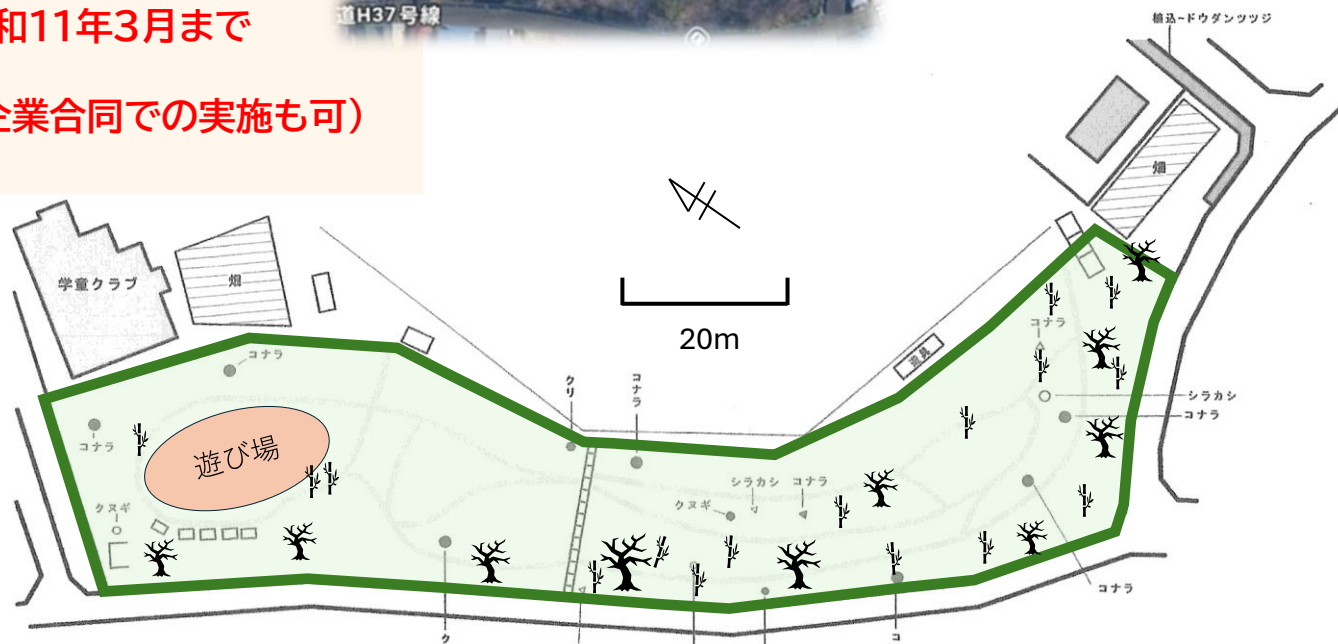 和11年3月まで
企業合同での実施も可）
道H37号線
植込-ドウダンツツジ
畑
学童クラブ
畑
20m
コナラ
コナラ
遊び場
クヌギ
クリ
コナラ
道具
コナラ
シラカシ
コナラ
シラカシ
コナラ
クヌギ
コナラ
ク
コ